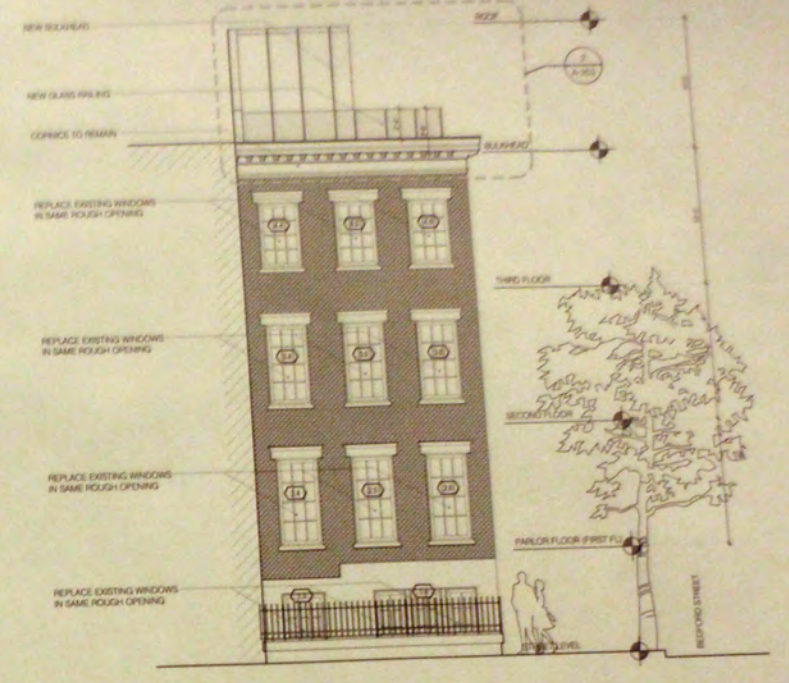 NEW BULKHEAD
ROOF
NEW GLASS RAILING
CORNICE TO REMAIN
BULKHEAD
REPLACE EXISTING WINDOWS
IN SAME ROUGH OPENING
THIRD FLOOR
REPLACE EXISTING WINDOWS
IN SAME ROUGH OPENING
SECOND FLOOR
REPLACE EXISTING WINDOWS
IN SAME ROUGH OPENING
PARLOR FLOOR (FIRST FL)
REPLACE EXISTING WINDOWS
IN SAME ROUGH OPENING
BEDFORD STREET
STREET LEVEL